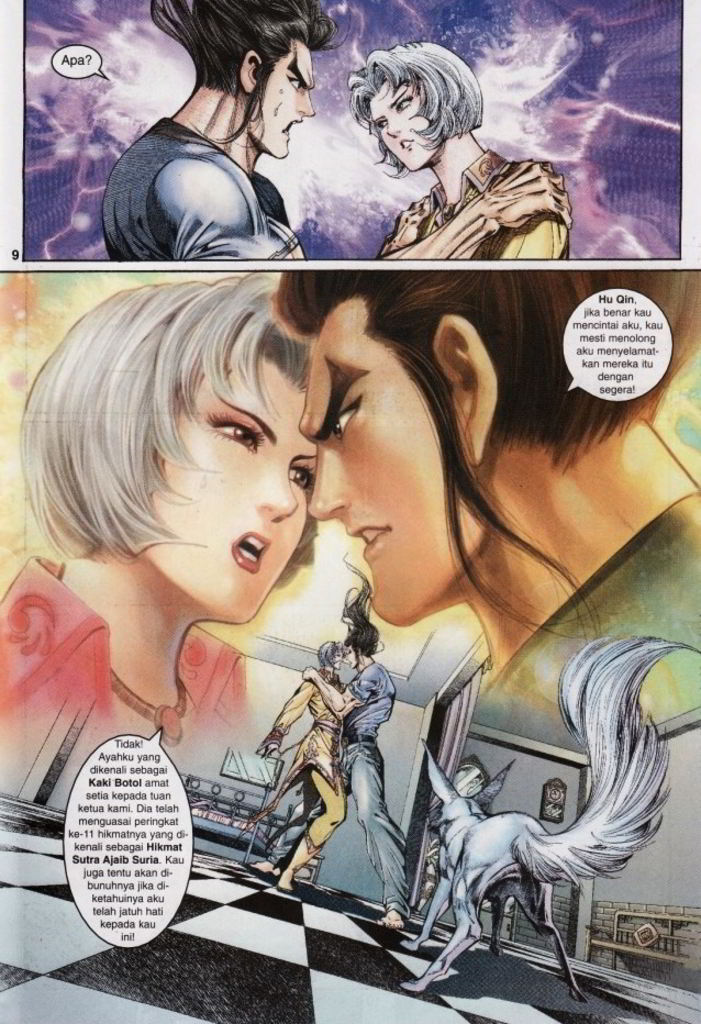 Apa?
9
Hu Qin,
jika benar kau
mencintai aku, kau
mesti menolong
aku menyelamat-
kan mereka itu
dengan
segera!
Tidak!
Ayahku yang
dikenali sebagai
Kaki Botol amat
setia kepada tuan
ketua kami. Dia telah
menguasai peringkat
ke-11 hikmatnya yang di-
kenali sebagai Hikmat
Sutra Ajaib Suria. Kau
juga tentu akan di-
bunuhnya jika di-
ketahuinya aku
telah jatuh hati
kepada kau
ini!